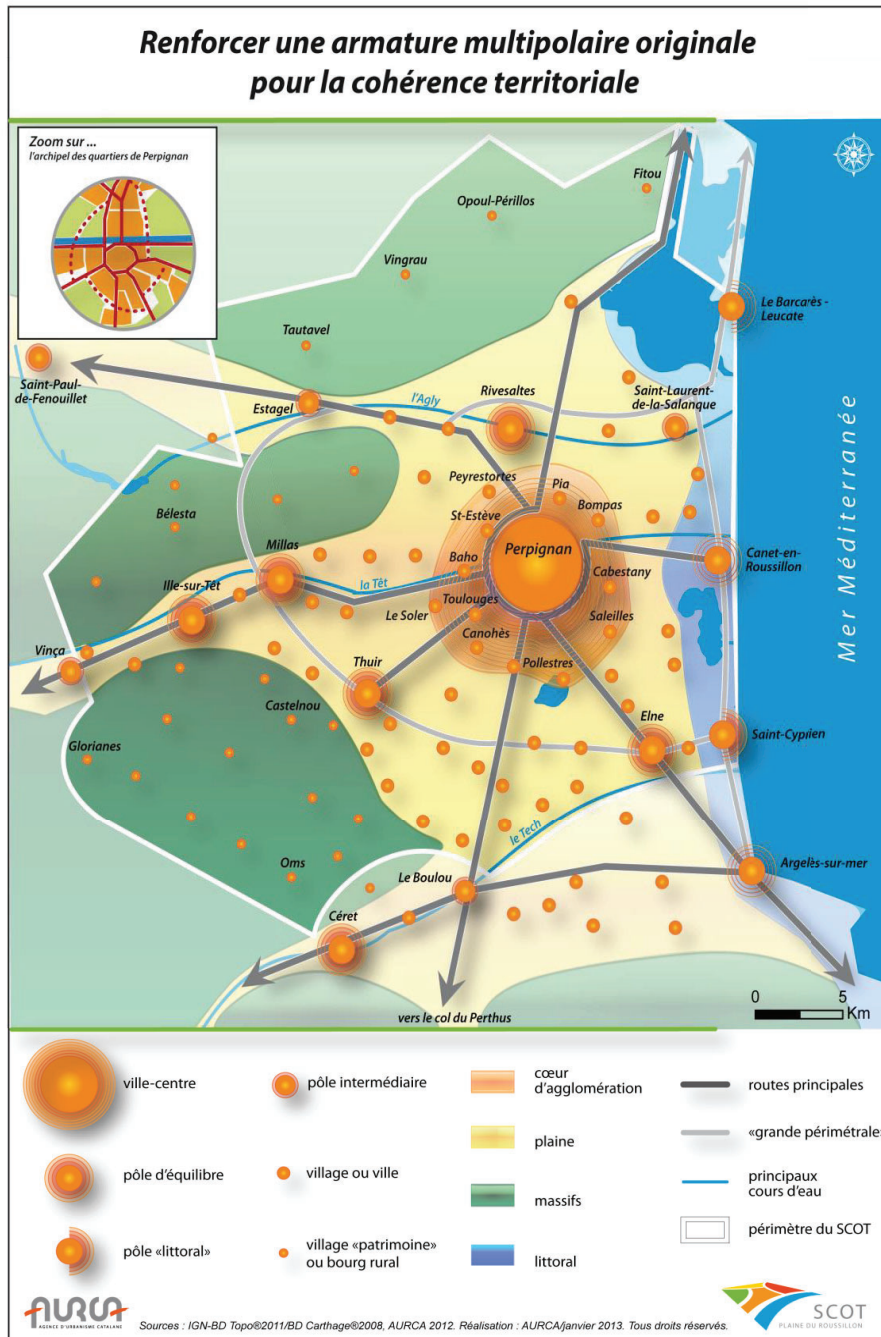 Renforcer une armature multipolaire originale
pour la cohérence territoriale
Zoom sur ...
l'archipel des quartiers de Perpignan
Fitou
Opoul-Périllos
Vingrau
Le Barcarès -
Leucate
Tautavel
Saint-Paul-
de-Fenouillet
Estagel
l'Agly
Rivesaltes
Saint-Laurent-
de-la-Salanque
Mer Méditerranée
Peyrestortes
Pia
Bélesta
St-Estève
Bompas
Millas
Perpignan
Baho
Canet-en-
Roussillon
Ille-sur-Têt
la Têt
Cabestany
Toulouges
Le Soler
Saleilles
Canohès
Vinça
Thuir
Pollestres
Castelnou
Elne
Saint-Cyprien
Glorianes
le Tech
Oms
Le Boulou
Argelès-sur-mer
Céret
0 5
Km
vers le col du Perthus
ville-centre
pôle intermédiaire
cœur
d'agglomération
routes principales
plaine
«grande périmétrale»
pôle d'équilibre
village ou ville
massifs
principaux
cours d'eau
pôle «littoral»
village «patrimoine»
ou bourg rural
littoral
périmètre du SCOT
AURCA
AGENCE D'URBANISME CATALANE
Sources : IGN-BD Topo®2011/BD Carthage®2008, AURCA 2012. Réalisation : AURCA/janvier 2013. Tous droits réservés.
SCOT
PLAINE DU ROUSSILLON